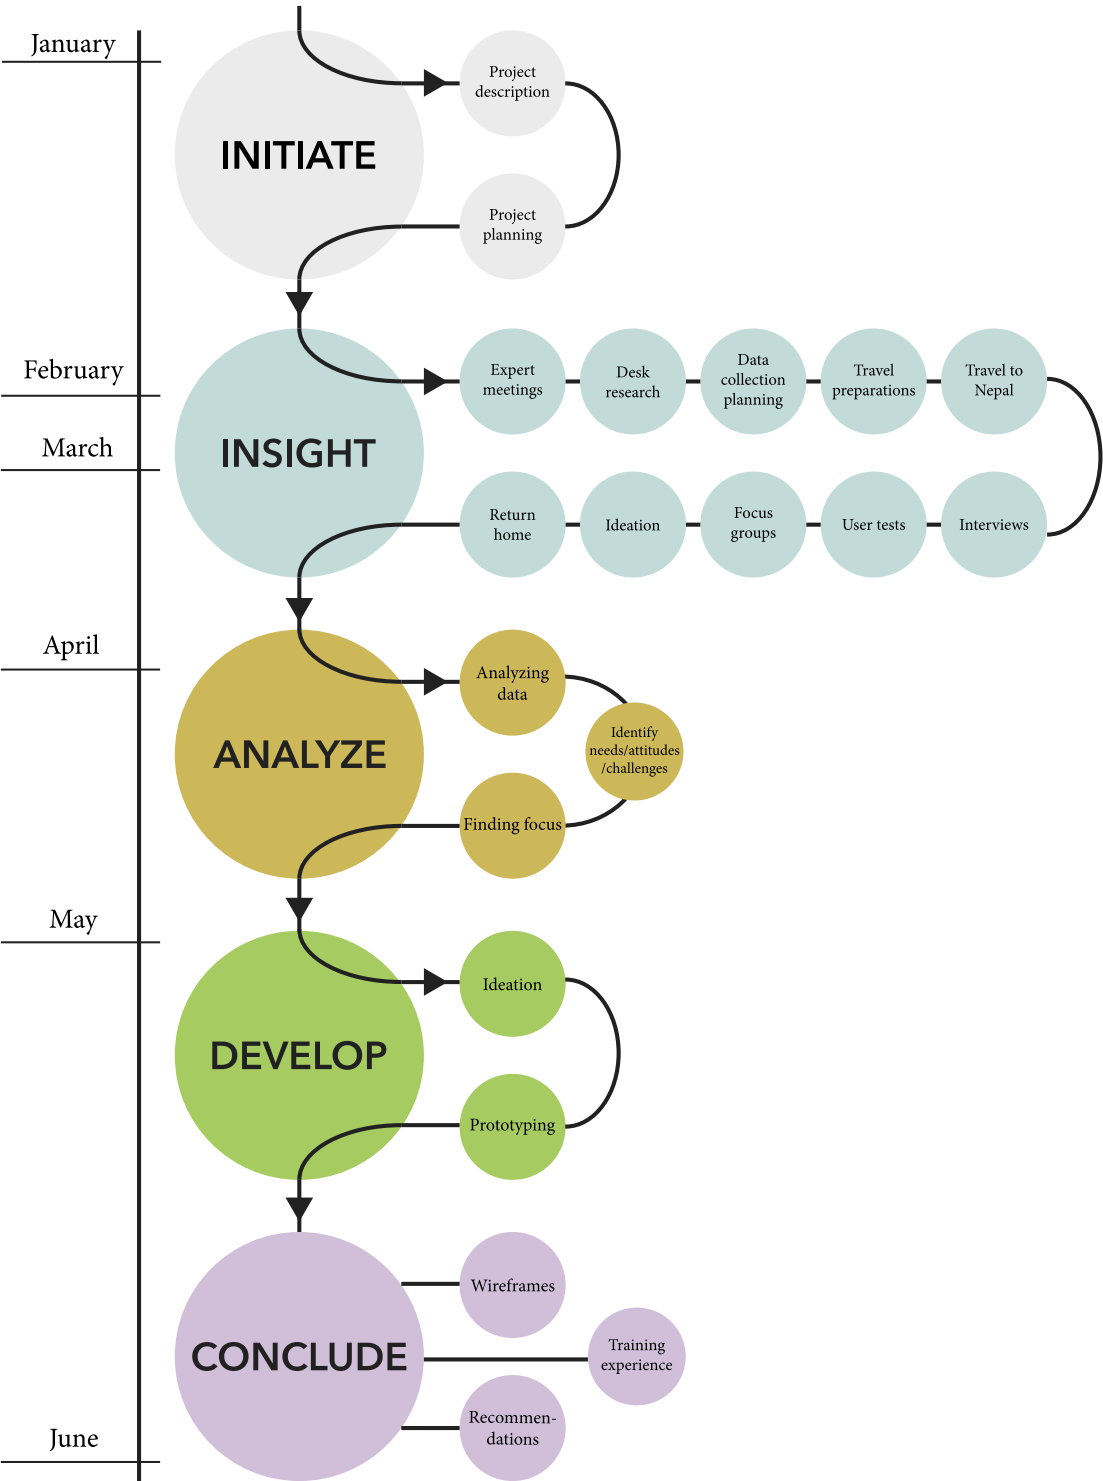 January
INITIATE
Project
description
Project
planning
February
March
INSIGHT
Expert
meetings
Desk
research
Data
collection
planning
Travel
preparations
Travel to
Nepal
Interviews
User tests
Focus
groups
Ideation
Return
home
April
ANALYZE
Analyzing
data
Identify
needs/attitudes
/challenges
Finding focus
May
DEVELOP
Ideation
Prototyping
CONCLUDE
Wireframes
Training
experience
Recommen-
dations
June